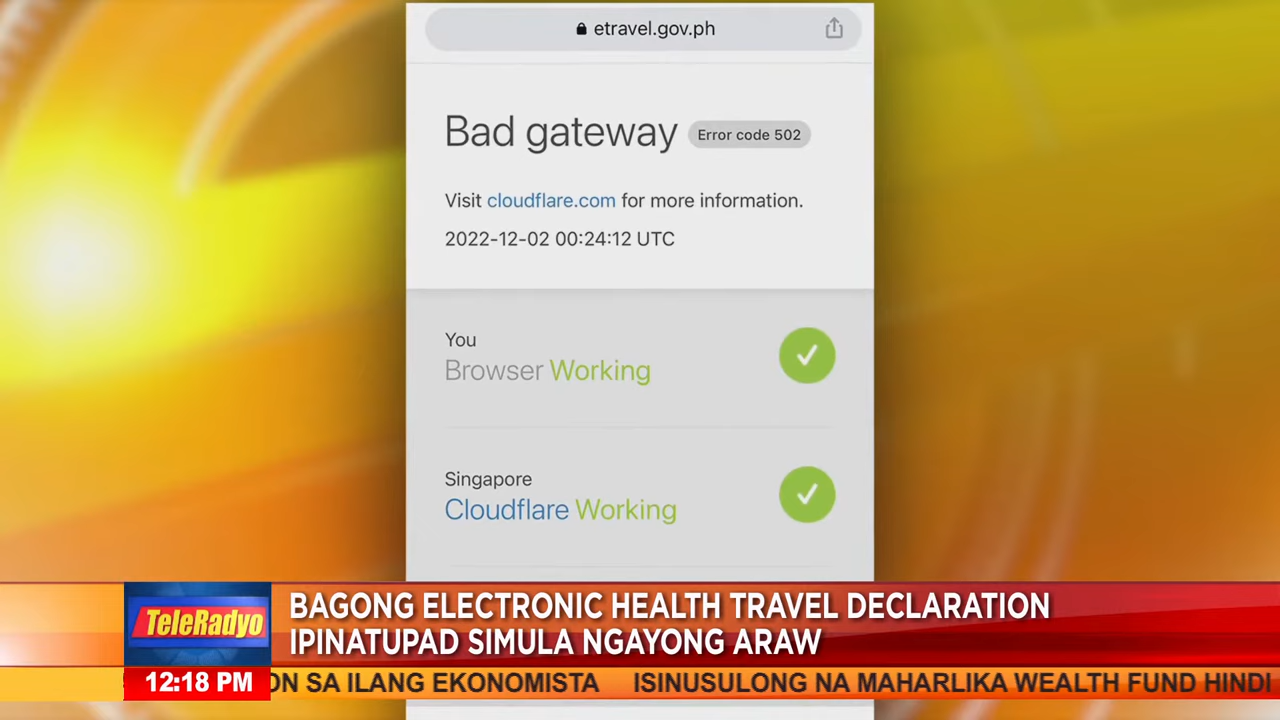 etravel.gov.ph
Bad gateway Error code 502
Visit cloudflare.com for more information.
2022-12-02 00:24:12 UTC
You
Browser Working
Singapore
Cloudflare Working
TeleRadyo
BAGONG ELECTRONIC HEALTH TRAVEL DECLARATION
IPINATUPAD SIMULA NGAYONG ARAW
12:18 PM
ON SA ILANG EKONOMISTA ISINUSULONG NA MAHARLIKA WEALTH FUND HINDI